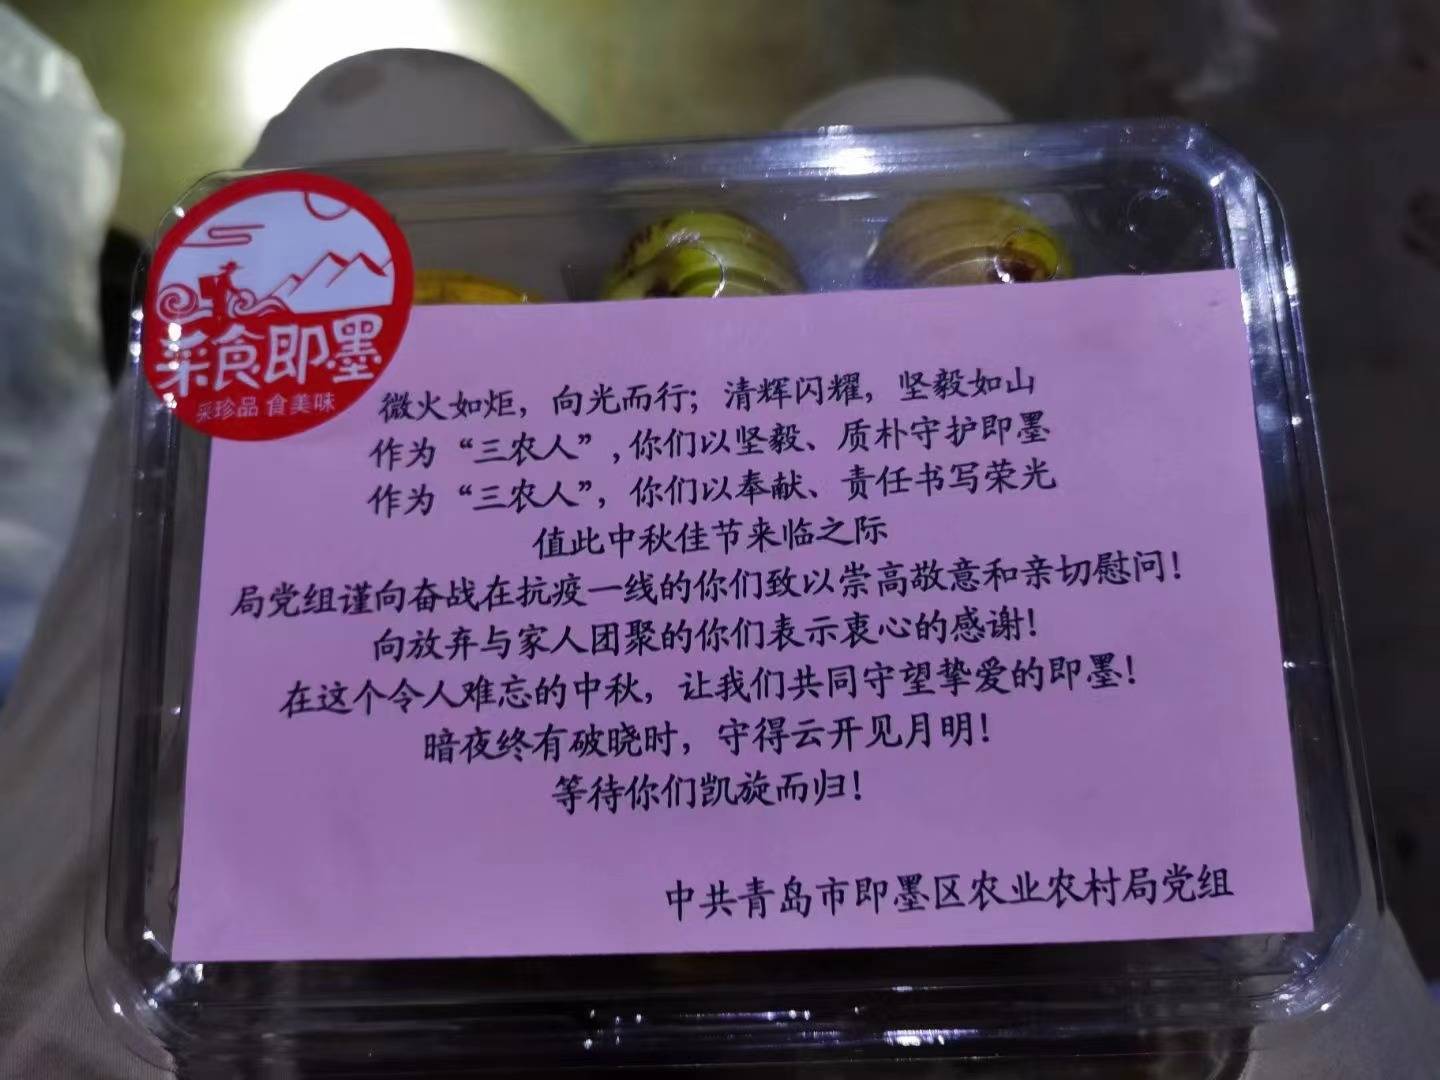 采食即墨
采珍品 食美味
微火如炬，向光而行；清辉闪耀，坚毅如山
作为“三农人”，你们以坚毅、质朴守护即墨
作为“三农人”，你们以奉献、责任书写荣光
值此中秋佳节来临之际
局党组谨向奋战在抗疫一线的你们致以崇高敬意和亲切慰问！
向放弃与家人团聚的你们表示衷心的感谢！
在这个令人难忘的中秋，让我们共同守望挚爱的即墨！
暗夜终有破晓时，守得云开见月明！
等待你们凯旋而归！
中共青岛市即墨区农业农村局党组